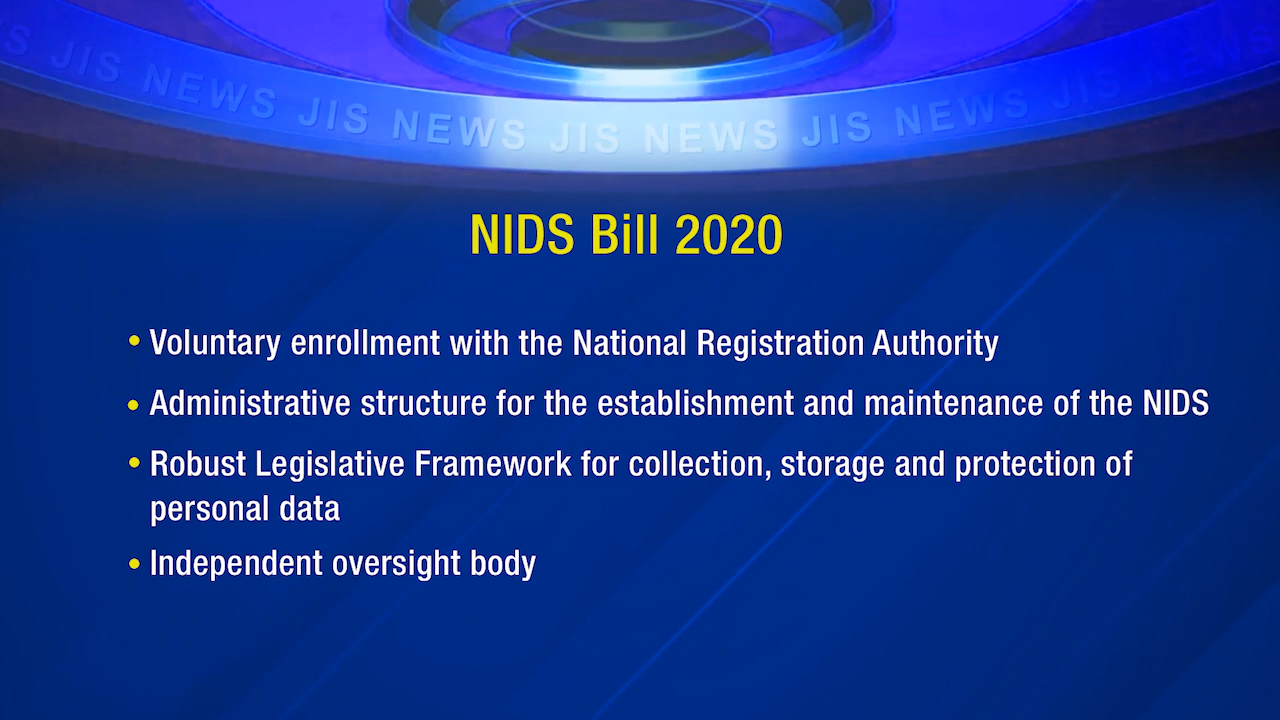 S JIS NEWS JIS NEWS JIS NEWS JIS NEWS JIS NEWS
NIDS Bill 2020
• Voluntary enrollment with the National Registration Authority
• Administrative structure for the establishment and maintenance of the NIDS
• Robust Legislative Framework for collection, storage and protection of
personal data
• Independent oversight body